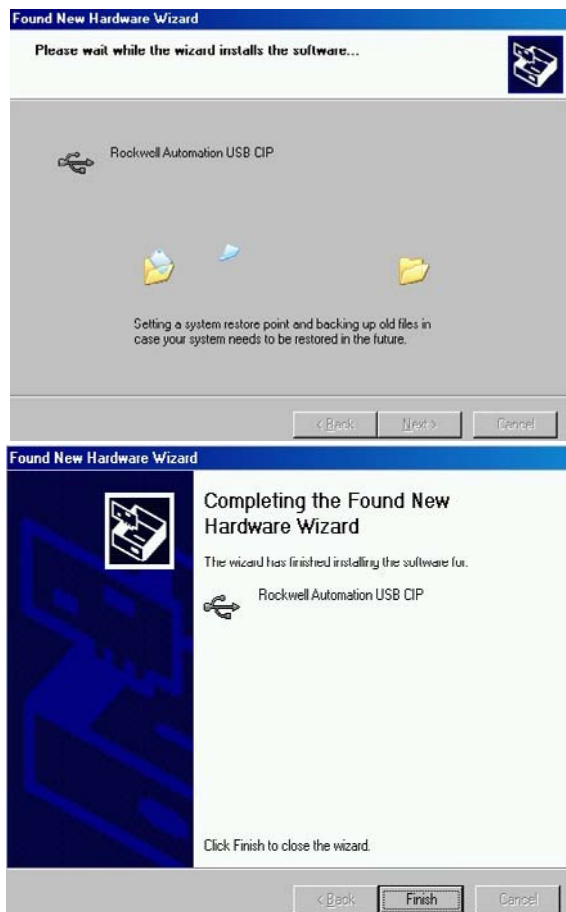 Found New Hardware Wizard
Please wait while the wizard installs the software...
Rockwell Automation USB CIP
Setting a system restore point and backing up old files in
case your system needs to be restored in the future.
< Back Next > Cancel
Found New Hardware Wizard
Completing the Found New
Hardware Wizard
The wizard has finished installing the software for:
Rockwell Automation USB CIP
Click Finish to close the wizard.
< Back Finish Cancel